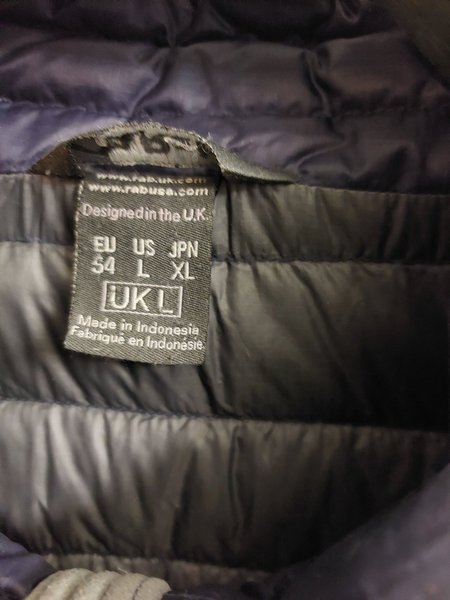 www.rab.uk.com
www.rabusa.com
Designed in the U.K.
EU US JPN
54 L XL
UK L
Made in Indonesia
Fabriqué en Indonésie